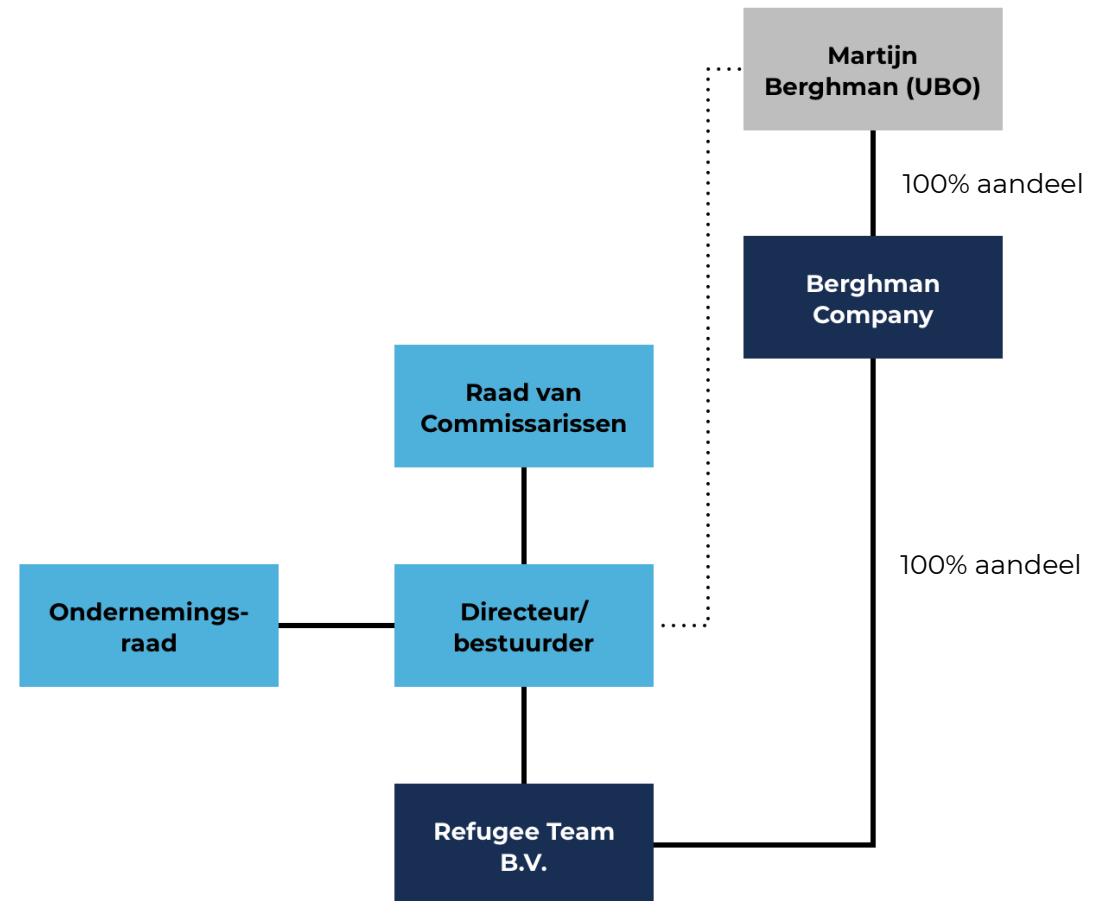 Martijn
Berghman (UBO)
100% aandeel
Berghman
Company
Raad van
Commissarissen
100% aandeel
Ondernemings-
raad
Directeur/
bestuurder
Refugee Team
B.V.